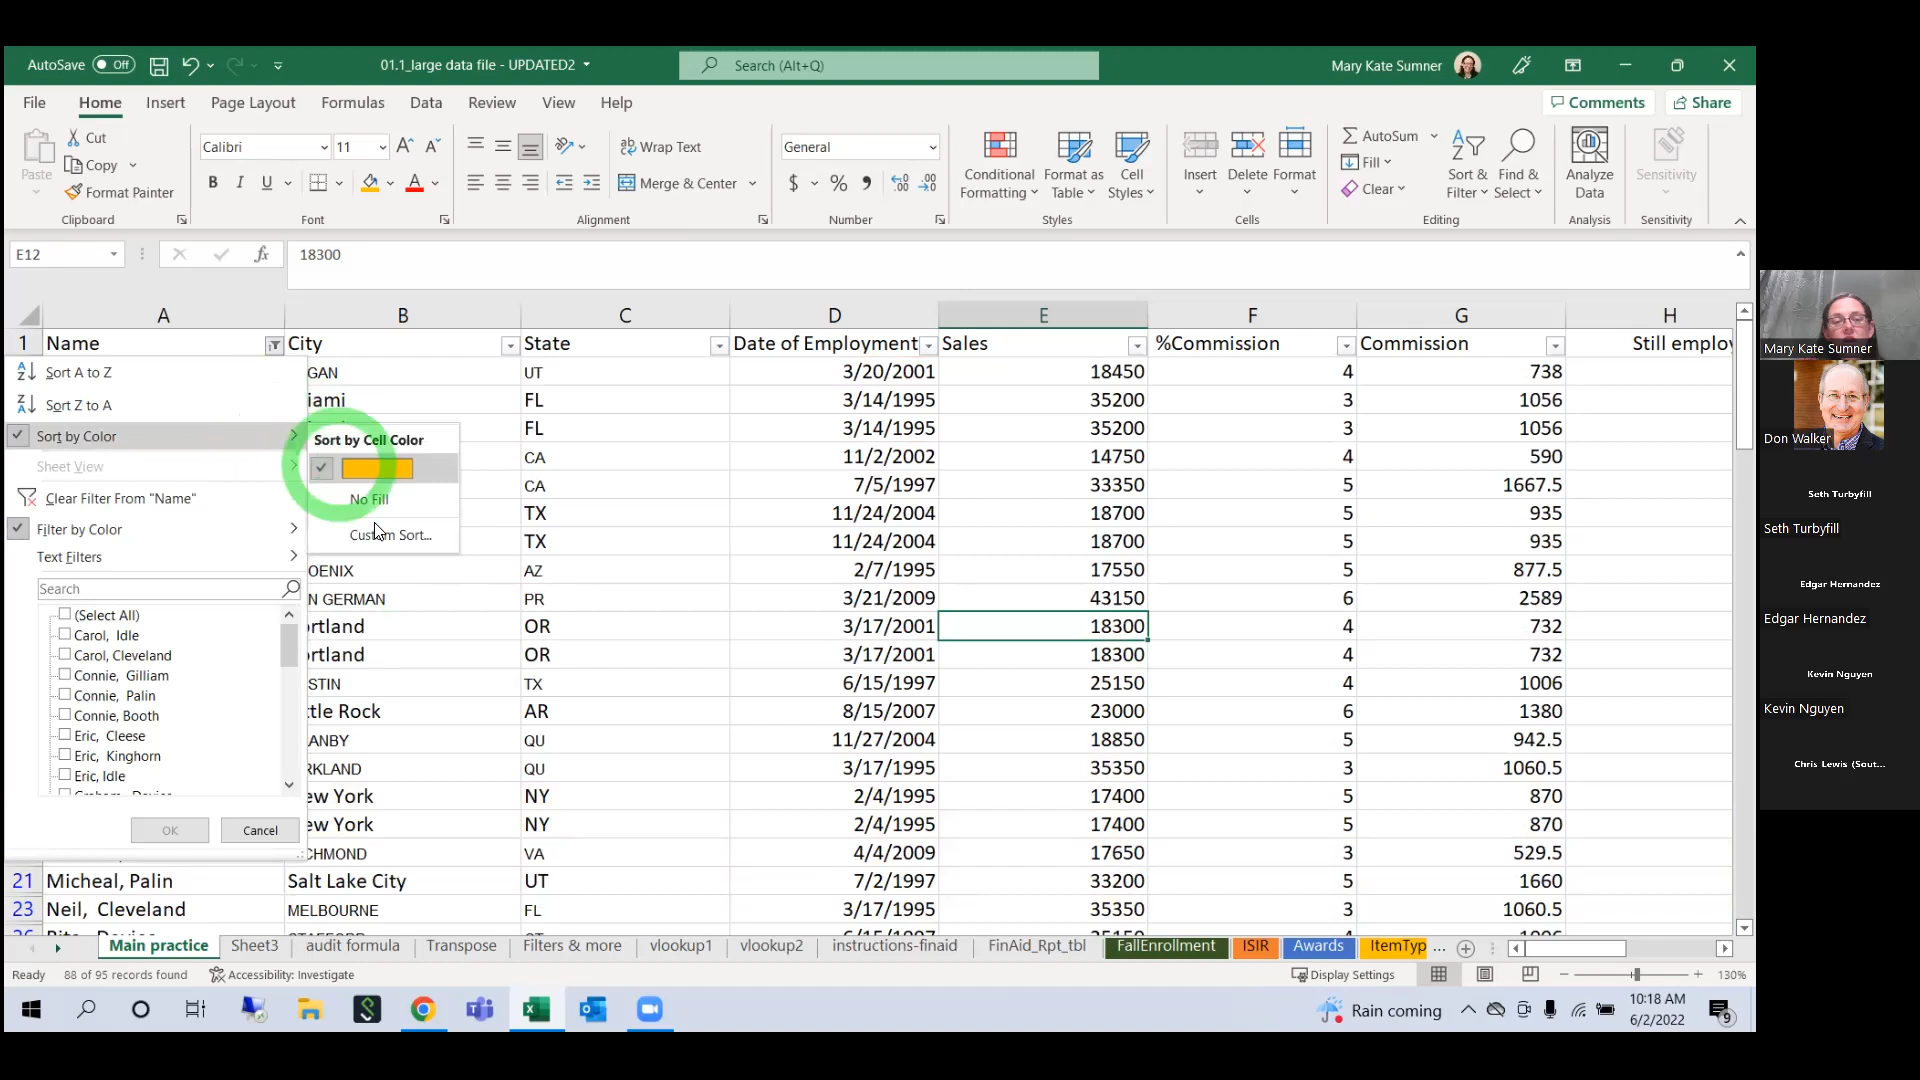 AutoSave Off 01.1_large data file - UPDATED2 Search (Alt+Q) Mary Kate Sumner
File Home Insert Page Layout Formulas Data Review View Help Comments Share
Cut Calibri 11 Wrap Text General AutoSum
Copy Fill
Paste Format Painter B I U Merge & Center $ % Conditional Formatting Format as Table Cell Styles Insert Delete Format Clear Sort & Filter Find & Select Analyze Data Sensitivity
Clipboard Font Alignment Number Styles Cells Editing Analysis Sensitivity
E12 fx 18300
A B C D E F G H
1 Name City State Date of Employment Sales %Commission Commission Still employ
Sort A to Z GAN UT 3/20/2001 18450 4 738
Sort Z to A iami FL 3/14/1995 35200 3 1056
Sort by Color Sort by Cell Color FL 3/14/1995 35200 3 1056
Sheet View CA 11/2/2002 14750 4 590
Clear Filter From "Name" No Fill CA 7/5/1997 33350 5 1667.5
Filter by Color Custom Sort... TX 11/24/2004 18700 5 935
Text Filters TX 11/24/2004 18700 5 935
Search OENIX AZ 2/7/1995 17550 5 877.5
(Select All) N GERMAN PR 3/21/2009 43150 6 2589
Carol, Idle rtland OR 3/17/2001 18300 4 732
Carol, Cleveland rtland OR 3/17/2001 18300 4 732
Connie, Gilliam STIN TX 6/15/1997 25150 4 1006
Connie, Palin ttle Rock AR 8/15/2007 23000 6 1380
Connie, Booth ANBY QU 11/27/2004 18850 5 942.5
Eric, Cleese RKLAND QU 3/17/1995 35350 3 1060.5
Eric, Kinghorn ew York NY 2/4/1995 17400 5 870
Eric, Idle ew York NY 2/4/1995 17400 5 870
OK Cancel CHMOND VA 4/4/2009 17650 3 529.5
21 Micheal, Palin Salt Lake City UT 7/2/1997 33200 5 1660
23 Neil, Cleveland MELBOURNE FL 3/17/1995 35350 3 1060.5
Main practice Sheet3 audit formula Transpose Filters & more vlookup1 vlookup2 instructions-finaid FinAid_Rpt_tbl FallEnrollment ISIR Awards ItemTyp ...
Ready 88 of 95 records found Accessibility: Investigate Display Settings 130%
Rain coming 10:18 AM
6/2/2022 9
Mary Kate Sumner
Don Walker
Seth Turbyfill
Seth Turbyfill
Edgar Hernandez
Edgar Hernandez
Kevin Nguyen
Kevin Nguyen
Chris Lewis (Sout...